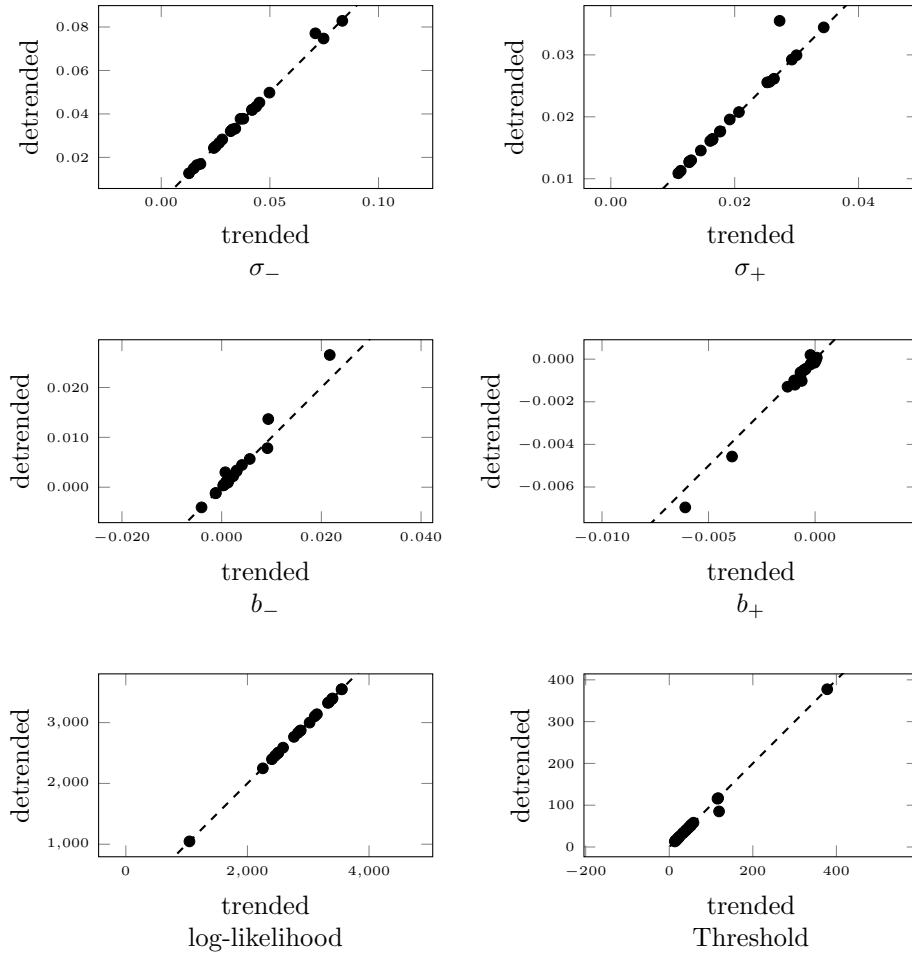 0.08
0.06
0.04
0.02
detrended
0.00 0.05 0.10
trended
σ−
0.03
0.02
0.01
detrended
0.00 0.02 0.04
trended
σ+
0.020
0.010
0.000
detrended
−0.020 0.000 0.020 0.040
trended
b−
0.000
−0.002
−0.004
−0.006
detrended
−0.010 −0.005 0.000
trended
b+
3,000
2,000
1,000
detrended
0 2,000 4,000
trended
log-likelihood
400
300
200
100
0
detrended
−200 0 200 400
trended
Threshold